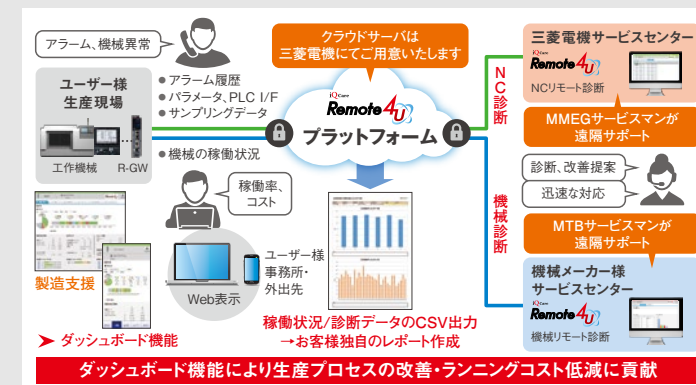 アラーム、機械異常
ユーザー様
生産現場
工作機械
R-GW
● アラーム履歴
● パラメータ、PLC I/F
● サンプリングデータ
● 機械の稼働状況
クラウドサーバは
三菱電機にてご用意いたします
iQ Care
Remote 4U
プラットフォーム
NC診断
機械診断
三菱電機サービスセンター
iQ Care
Remote 4U
NCリモート診断
MMEGサービスマンが
遠隔サポート
診断、改善提案
迅速な対応
MTBサービスマンが
遠隔サポート
機械メーカー様
サービスセンター
iQ Care
Remote 4U
機械リモート診断
稼働率、
コスト
Web表示
ユーザー様
事務所・
外出先
製造支援
➤ ダッシュボード機能
稼働状況/診断データのCSV出力
→お客様独自のレポート作成
ダッシュボード機能により生産プロセスの改善・ランニングコスト低減に貢献